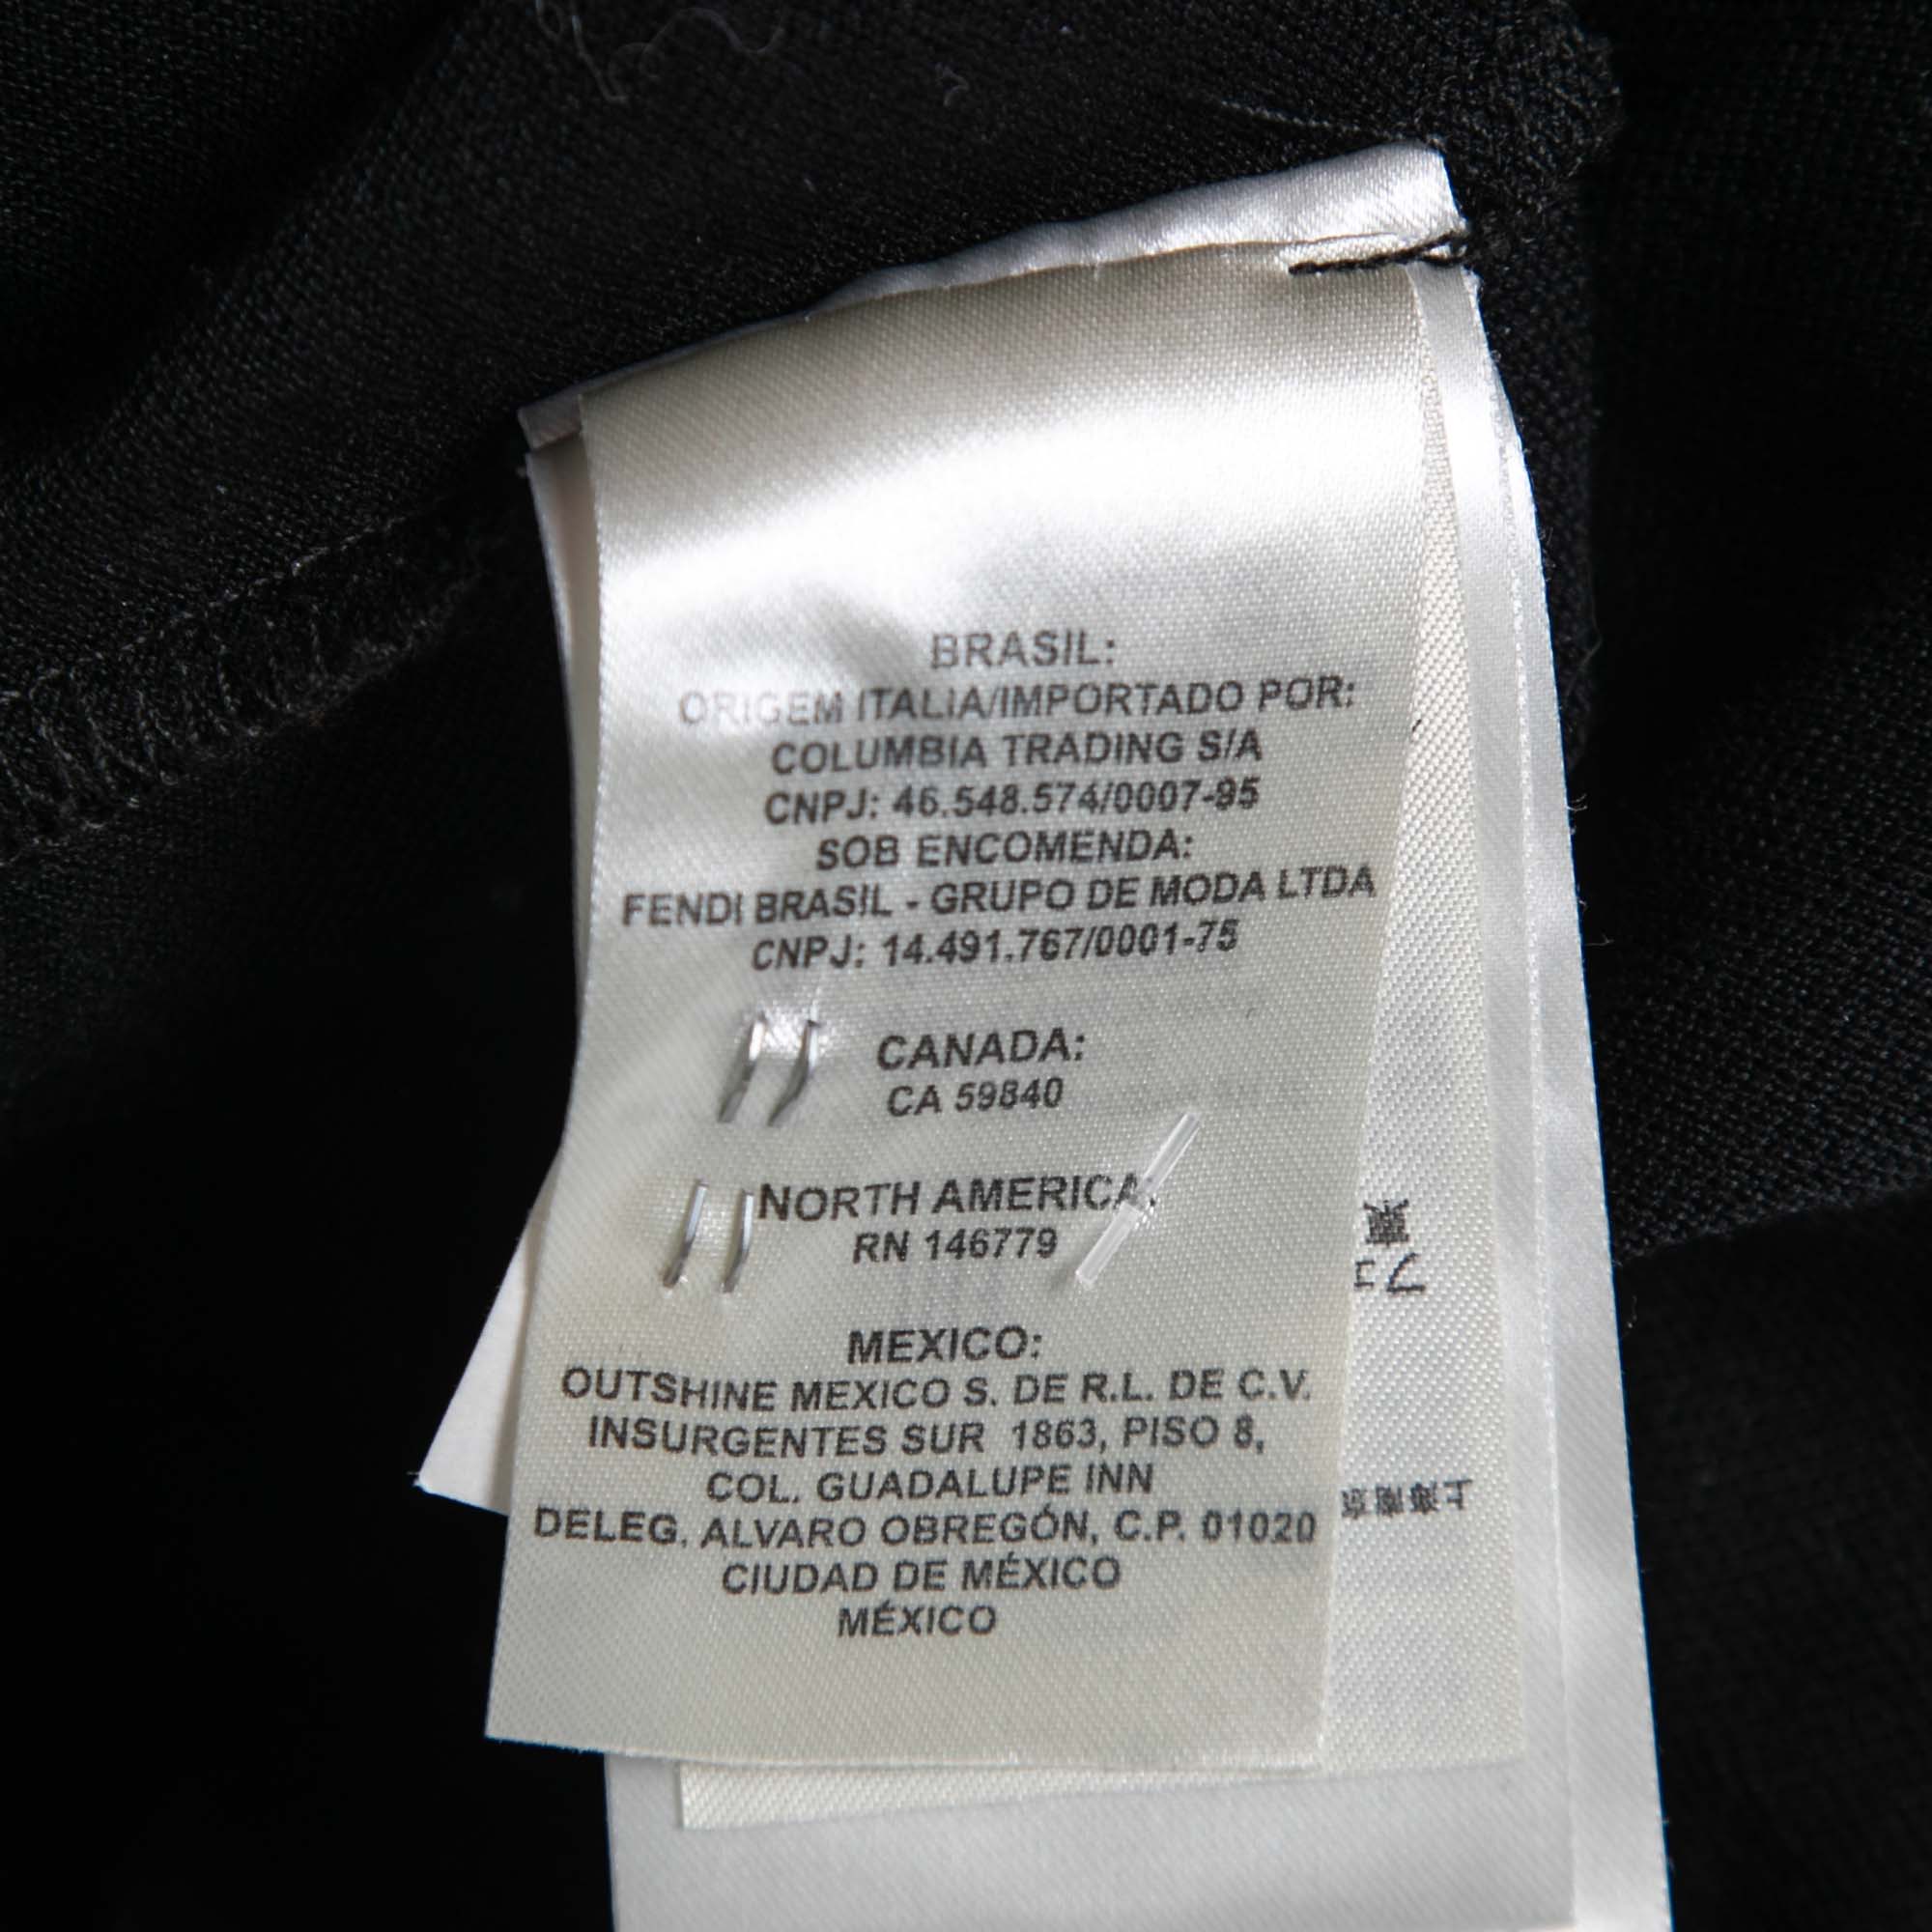 BRASIL:
ORIGEM ITALIA/IMPORTADO POR:
COLUMBIA TRADING S/A
CNPJ: 46.548.574/0007-95
SOB ENCOMENDA:
FENDI BRASIL - GRUPO DE MODA LTDA
CNPJ: 14.491.767/0001-75
CANADA:
CA 59840
NORTH AMERICA:
RN 146779
MEXICO:
OUTSHINE MEXICO S. DE R.L. DE C.V.
INSURGENTES SUR 1863, PISO 8,
COL. GUADALUPE INN
DELEG. ALVARO OBREGÓN, C.P. 01020
CIUDAD DE MÉXICO
MÉXICO